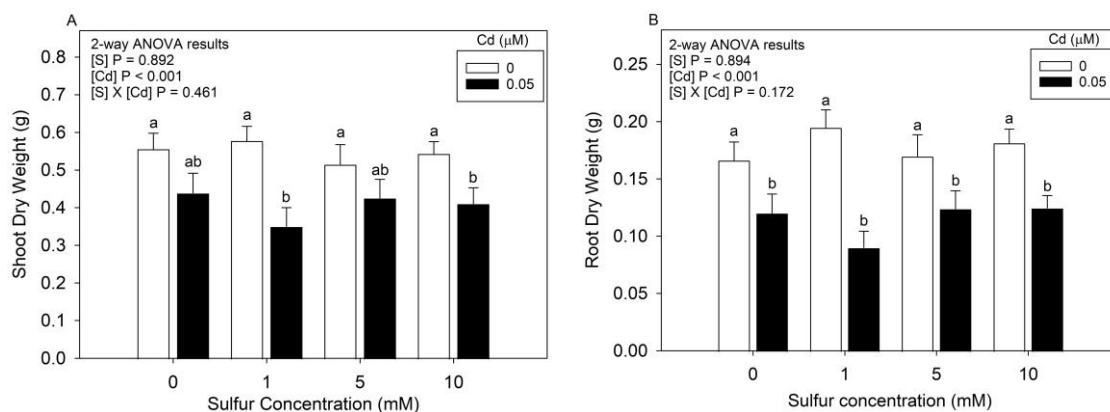 A
2-way ANOVA results
[S] P = 0.892
[Cd] P < 0.001
[S] X [Cd] P = 0.461
Cd (μM)
0
0.05
0.8
0.7
0.6
0.5
0.4
0.3
0.2
0.1
0.0
Shoot Dry Weight (g)
a
ab
a
b
a
ab
a
b
0
1
5
10
Sulfur Concentration (mM)
B
2-way ANOVA results
[S] P = 0.894
[Cd] P < 0.001
[S] X [Cd] P = 0.172
Cd (μM)
0
0.05
0.25
0.20
0.15
0.10
0.05
0.00
Root Dry Weight (g)
a
b
a
b
a
b
a
b
0
1
5
10
Sulfur concentration (mM)